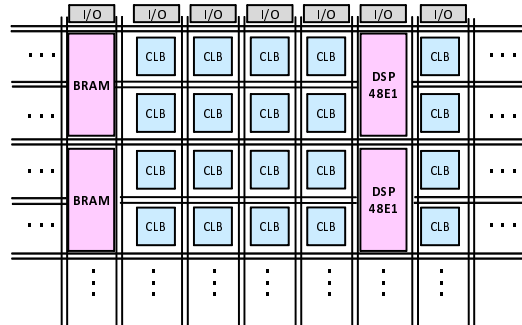 I/O I/O I/O I/O I/O I/O I/O
... CLB CLB CLB CLB CLB ...
BRAM DSP
48E1
... CLB CLB CLB CLB CLB ...
... CLB CLB CLB CLB CLB ...
BRAM DSP
48E1
... CLB CLB CLB CLB CLB ...